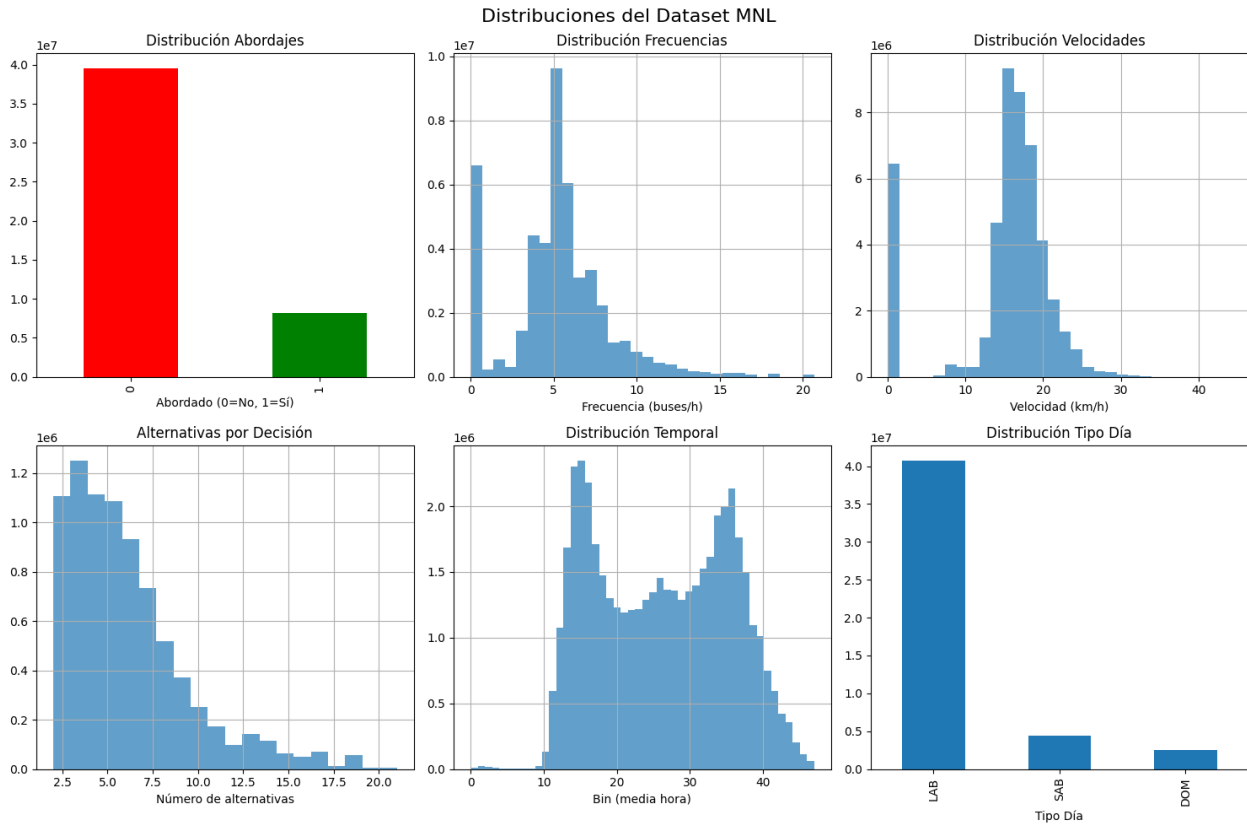 Distribuciones del Dataset MNL
Distribución Abordajes
1e7
4.0
3.5
3.0
2.5
2.0
1.5
1.0
0.5
0.0
0
1
Abordado (0=No, 1=Sí)
Distribución Frecuencias
1e7
1.0
0.8
0.6
0.4
0.2
0.0
0 5 10 15 20
Frecuencia (buses/h)
Distribución Velocidades
1e6
8
6
4
2
0
0 10 20 30 40
Velocidad (km/h)
Alternativas por Decisión
1e6
1.2
1.0
0.8
0.6
0.4
0.2
0.0
2.5 5.0 7.5 10.0 12.5 15.0 17.5 20.0
Número de alternativas
Distribución Temporal
1e6
2.0
1.5
1.0
0.5
0.0
0 10 20 30 40
Bin (media hora)
Distribución Tipo Día
1e7
4.0
3.5
3.0
2.5
2.0
1.5
1.0
0.5
0.0
LAB
SAB
DOM
Tipo Día